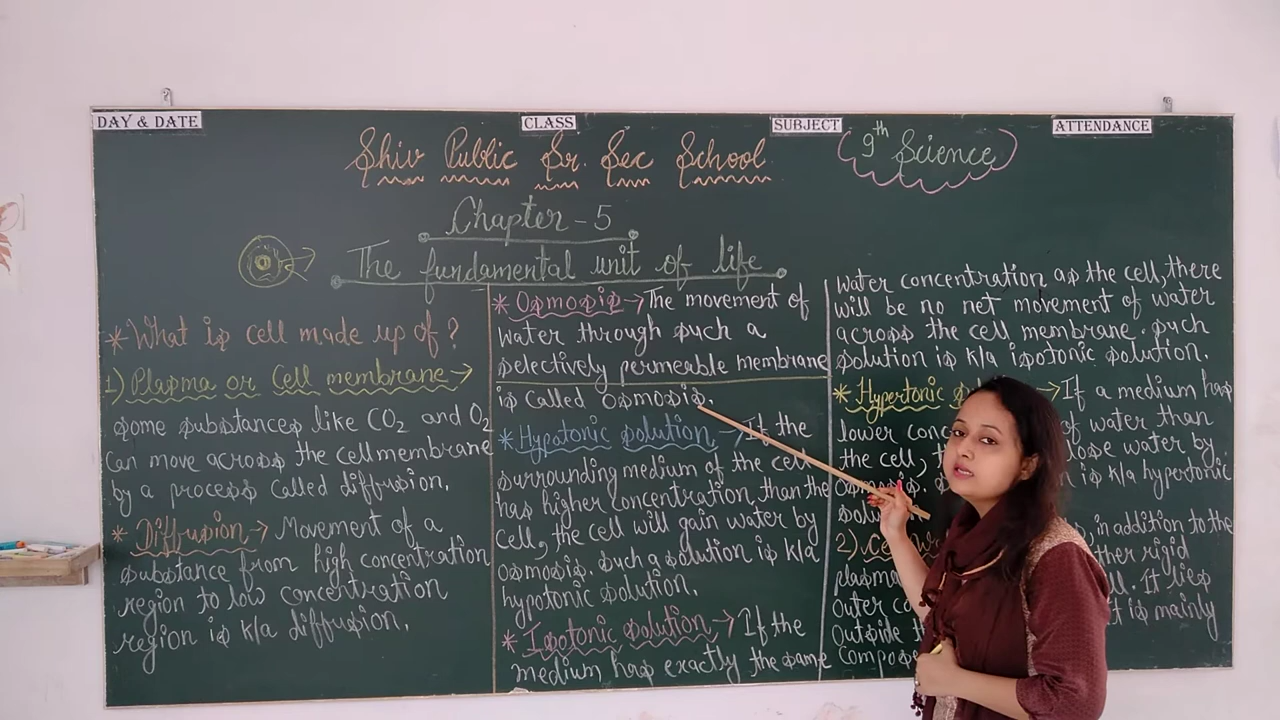 DAY & DATE
CLASS
SUBJECT
ATTENDANCE
Shiv Public Sr. Sec School
9th Science
Chapter - 5
The fundamental unit of life
* What is cell made up of ?
1) Plasma or Cell membrane →
some substances like CO2 and O2
can move across the cell membrane
by a process called diffusion.
* Diffusion → Movement of a
substance from high concentration
region to low concentration
region is k/a diffusion.
* Osmosis → The movement of
water through such a
selectively permeable membrane
is called Osmosis.
* Hypotonic solution → If the
surrounding medium of the cell
has higher concentration than the
cell, the cell will gain water by
Osmosis. such a solution is k/a
hypotonic solution.
* Isotonic solution → If the
medium has exactly the same
water concentration as the cell, there
will be no net movement of water
across the cell membrane. such
solution is k/a isotonic solution.
* Hypertonic → If a medium has
lower of water than
the cell, lose water by
Osmosis. is k/a hypertonic
2) in addition to the
plasma rigid
Outer It lies
Outside is mainly